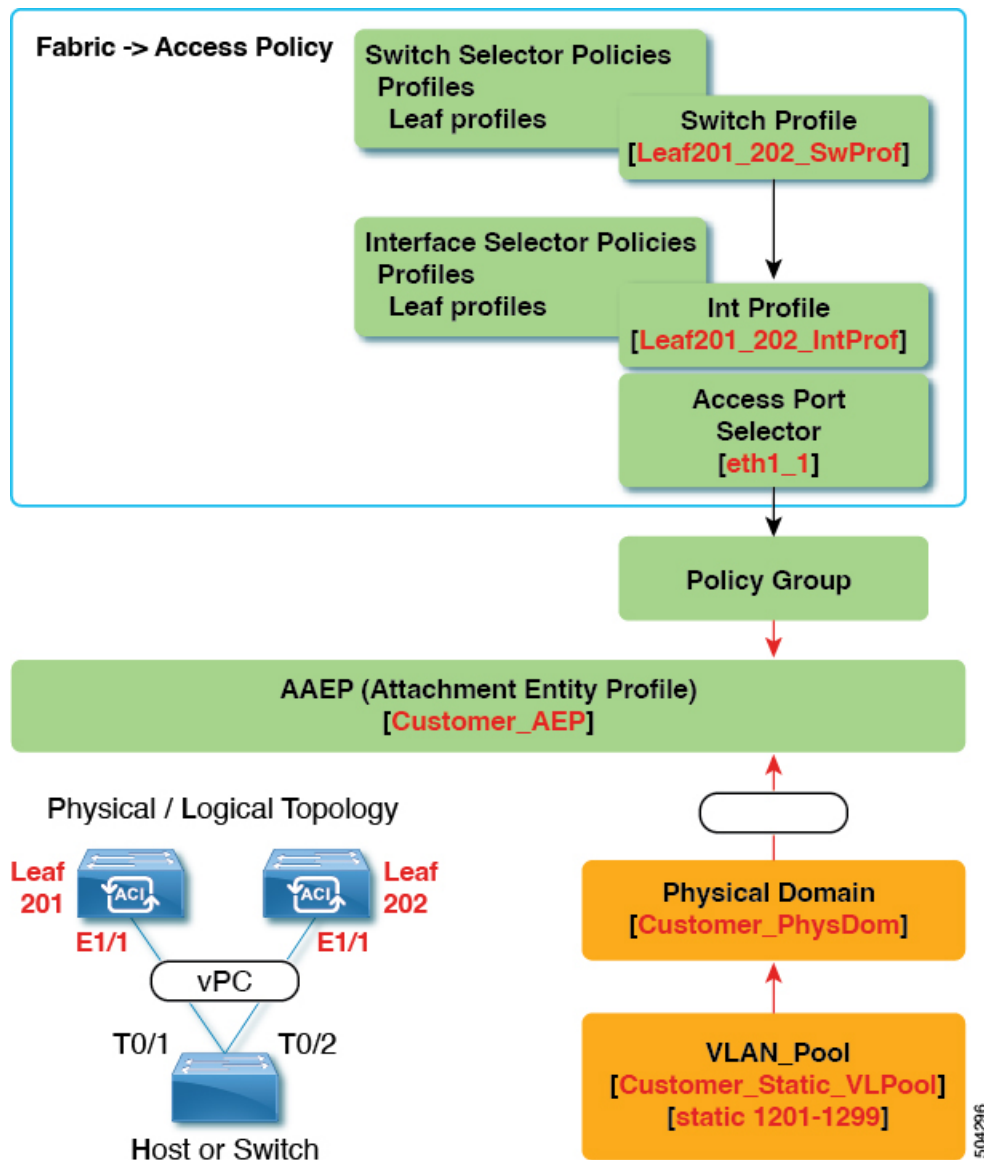 Fabric -> Access Policy
Switch Selector Policies
Profiles
Leaf profiles
Switch Profile
[Leaf201_202_SwProf]
Interface Selector Policies
Profiles
Leaf profiles
Int Profile
[Leaf201_202_IntProf]
Access Port
Selector
[eth1_1]
Policy Group
AAEP (Attachment Entity Profile)
[Customer_AEP]
Physical / Logical Topology
Leaf
201
ACI
ACI
Leaf
202
E1/1
E1/1
vPC
T0/1
T0/2
Host or Switch
Physical Domain
[Customer_PhysDom]
VLAN_Pool
[Customer_Static_VLPool]
[static 1201-1299]
504296